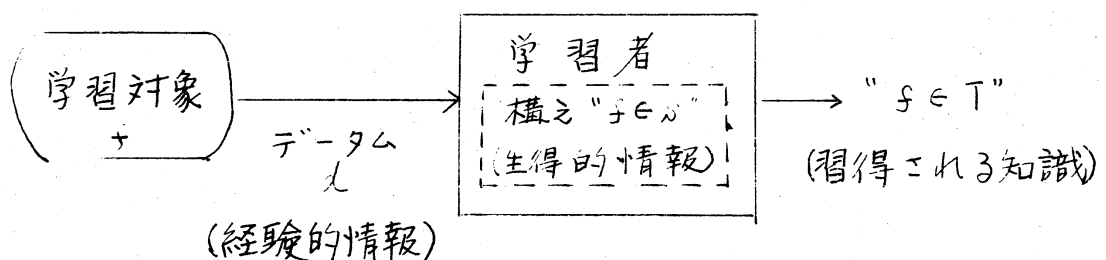 学習対象
f
データム
d
(経験的情報)
学習者
構え "f∈S"
(生得的情報)
"f∈T"
(習得される知識)